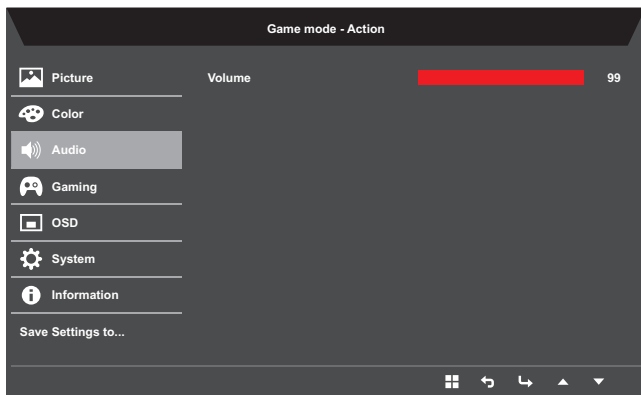 Game mode - Action
Picture
Volume
99
Color
Audio
Gaming
OSD
System
Information
Save Settings to...